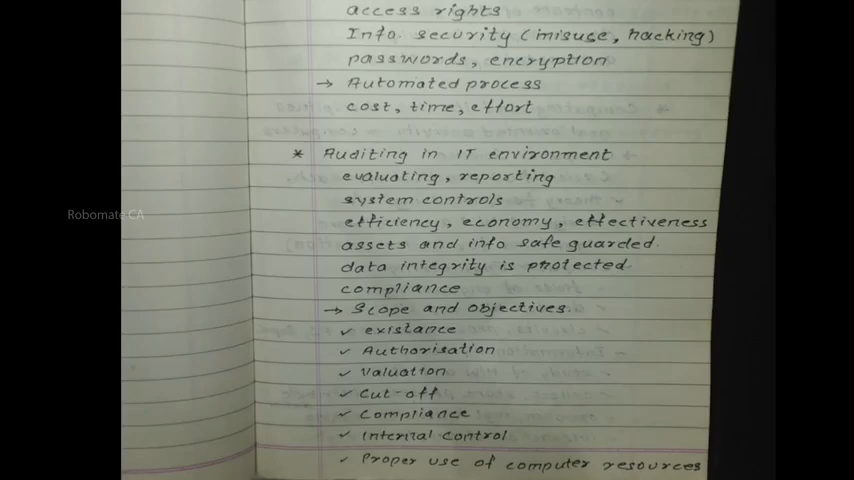 access rights
Info. security (misuse, hacking)
passwords, encryption
→ Automated process
cost, time, effort
* Auditing in IT environment
evaluating, reporting
system controls
efficiency, economy, effectiveness
assets and info safe guarded.
data integrity is protected
compliance
→ Scope and objectives.
✓ existance
✓ Authorisation
✓ Valuation
✓ Cut-off
✓ Compliance
✓ Internal control
✓ Proper use of computer resources
Robomate CA